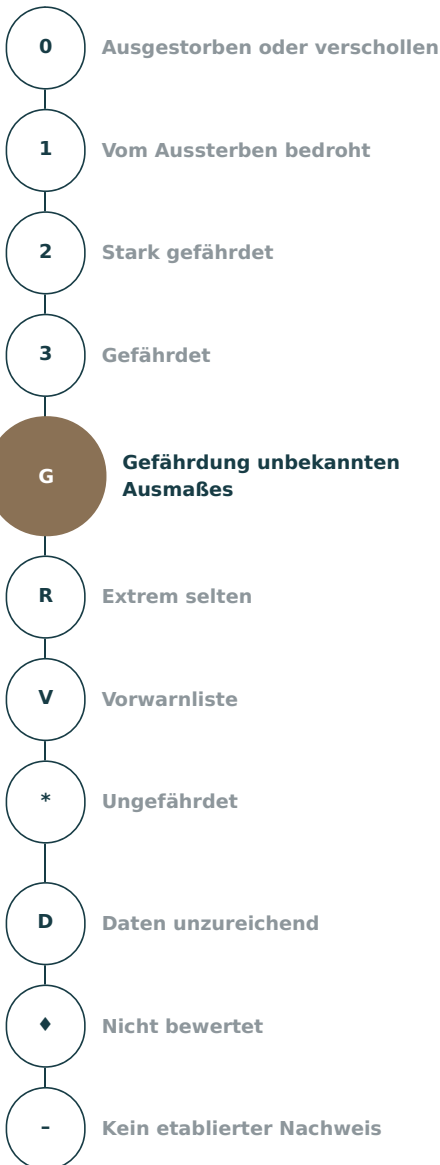 0 Ausgestorben oder verschollen
1 Vom Aussterben bedroht
2 Stark gefährdet
3 Gefährdet
G Gefährdung unbekannten
Ausmaßes
R Extrem selten
V Vorwarnliste
* Ungefährdet
D Daten unzureichend
♦ Nicht bewertet
– Kein etablierter Nachweis